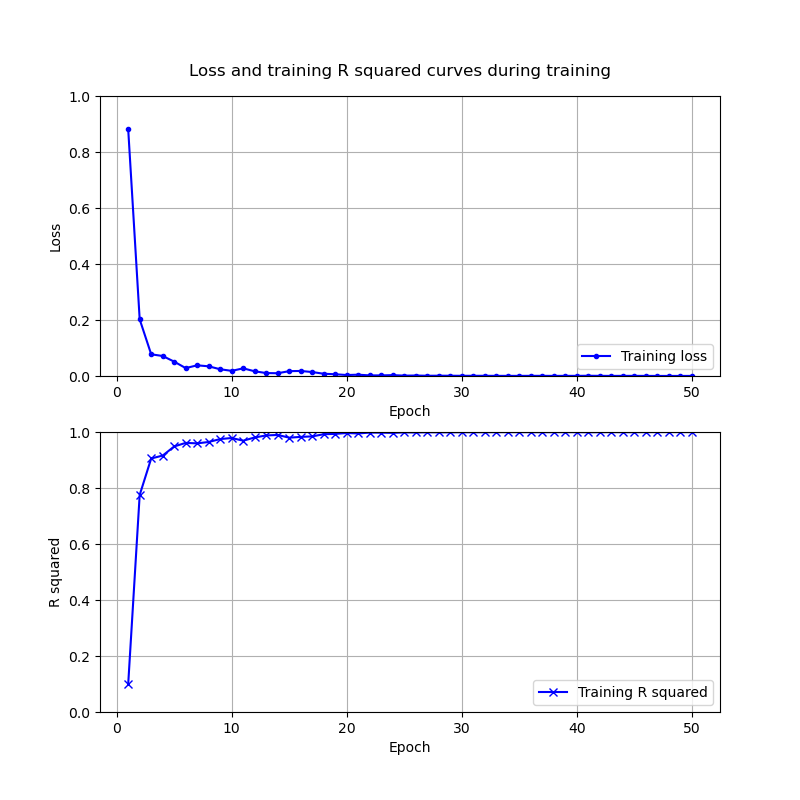 Loss and training R squared curves during training
1.0
0.8
0.6
0.4
0.2
0.0
Loss
Training loss
0 10 20 30 40 50
Epoch
1.0
0.8
0.6
0.4
0.2
0.0
R squared
Training R squared
0 10 20 30 40 50
Epoch